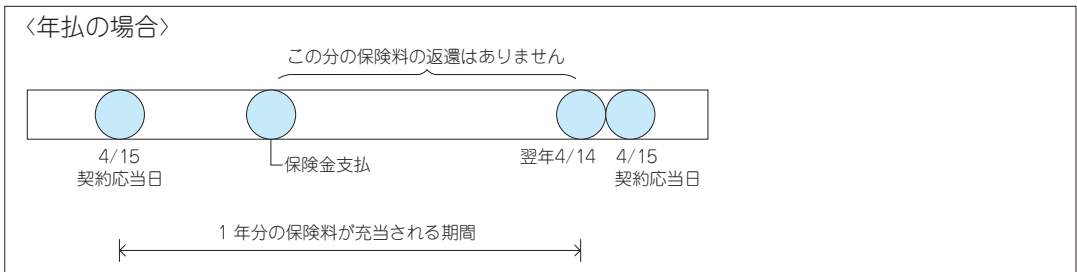 〈年払の場合〉
この分の保険料の返還はありません
4/15
契約応当日
保険金支払
翌年4/14
4/15
契約応当日
1年分の保険料が充当される期間